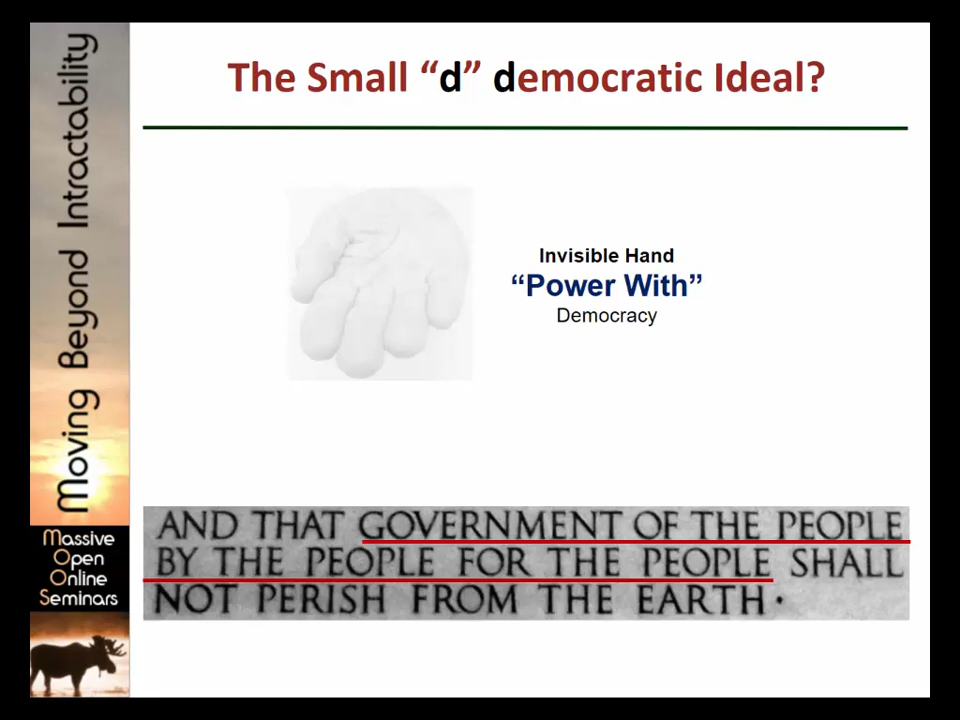 The Small “d” democratic Ideal?
Moving Beyond Intractability
Invisible Hand
“Power With”
Democracy
AND THAT GOVERNMENT OF THE PEOPLE
BY THE PEOPLE FOR THE PEOPLE SHALL
NOT PERISH FROM THE EARTH·
Massive
Open
Online
Seminars